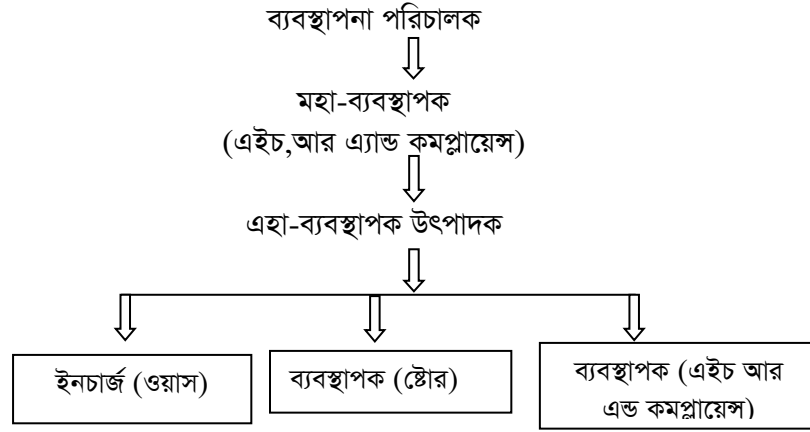 ব্যবস্থাপনা পরিচালক
মহা-ব্যবস্থাপক
(এইচ,আর এ্যান্ড কমপ্লায়েন্স)
এহা-ব্যবস্থাপক উৎপাদক
ইনচার্জ (ওয়াস)
ব্যবস্থাপক (ষ্টোর)
ব্যবস্থাপক (এইচ আর
এন্ড কমপ্লায়েন্স)